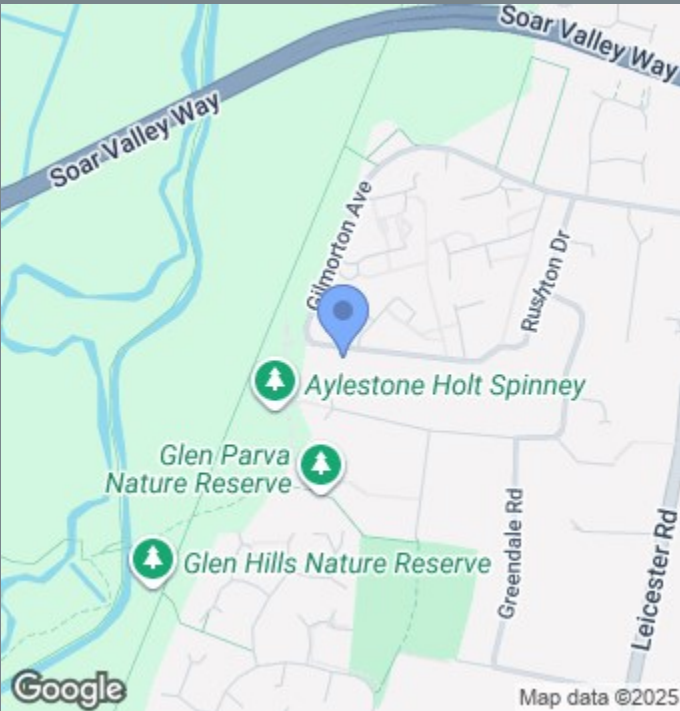 Soar Valley Way
Soar Valley Way
Gilmorton Ave
Rushton Dr
Aylestone Holt Spinney
Glen Parva
Nature Reserve
Glen Hills Nature Reserve
Greendale Rd
Leicester Rd
Google
Map data ©2025